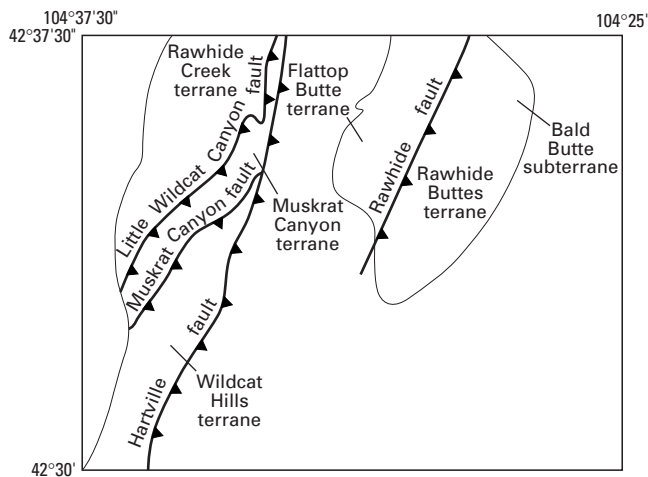 104°37'30"
104°25'
42°37'30"
Rawhide
Creek
terrane
Flattop
Butte
terrane
Bald
Butte
subterrane
Rawhide
Buttes
terrane
Rawhide fault
Little Wildcat Canyon fault
Muskrat Canyon fault
Muskrat
Canyon
terrane
Hartville fault
Wildcat
Hills
terrane
42°30'